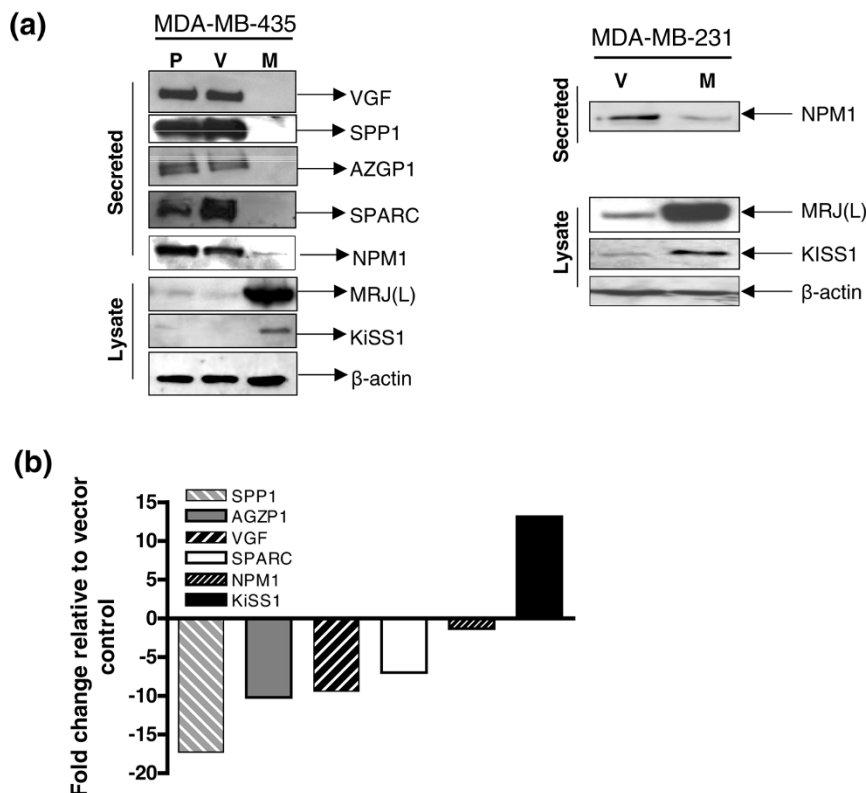 (a)
MDA-MB-435
P V M
Secreted
VGF
SPP1
AZGP1
SPARC
NPM1
Lysate
MRJ(L)
KiSS1
β-actin
MDA-MB-231
V M
Secreted
NPM1
Lysate
MRJ(L)
KISS1
β-actin
(b)
Fold change relative to vector
control
15
10
5
0
-5
-10
-15
-20
SPP1
AGZP1
VGF
SPARC
NPM1
KiSS1